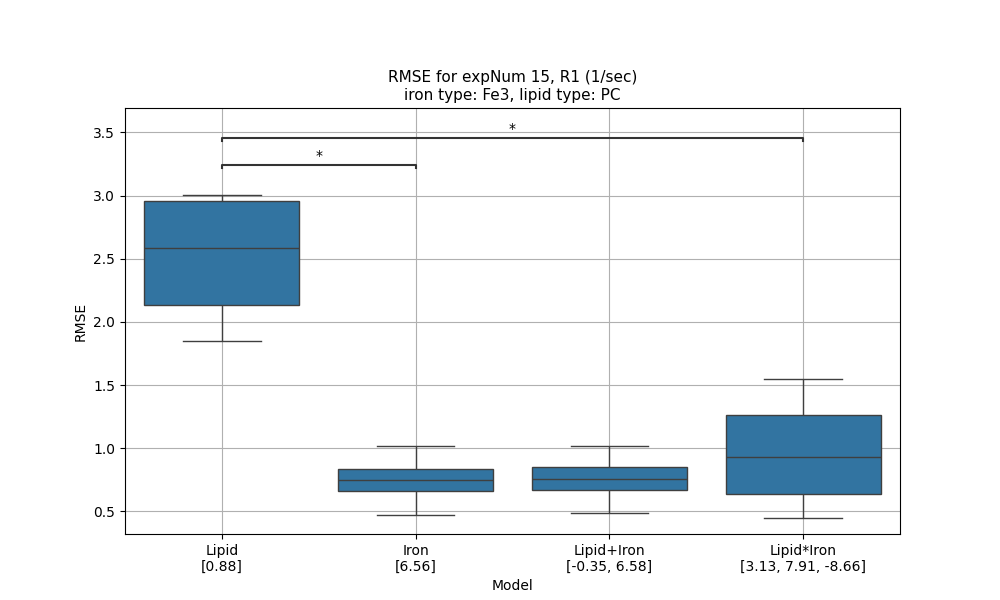 RMSE for expNum 15, R1 (1/sec)
iron type: Fe3, lipid type: PC
*
*
3.5
3.0
2.5
2.0
1.5
1.0
0.5
RMSE
Lipid Iron Lipid+Iron Lipid*Iron
[0.88] [6.56] [-0.35, 6.58] [3.13, 7.91, -8.66]
Model